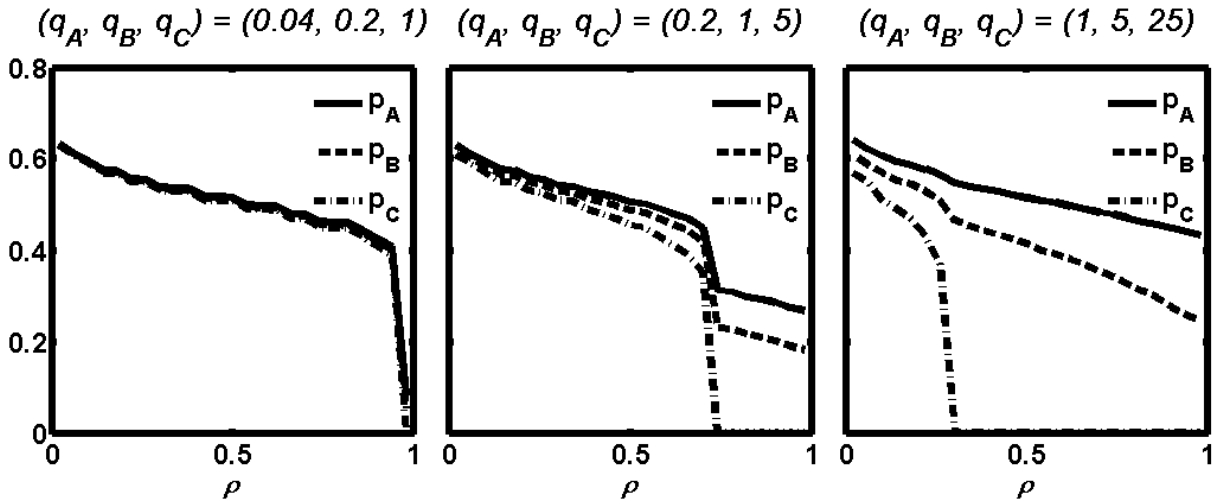 (q_A, q_B, q_C) = (0.04, 0.2, 1)
(q_A, q_B, q_C) = (0.2, 1, 5)
(q_A, q_B, q_C) = (1, 5, 25)
0.8
0.6
0.4
0.2
0
p_A
p_B
p_C
p_A
p_B
p_C
p_A
p_B
p_C
0 0.5 1
0 0.5 1
0 0.5 1
ρ
ρ
ρ